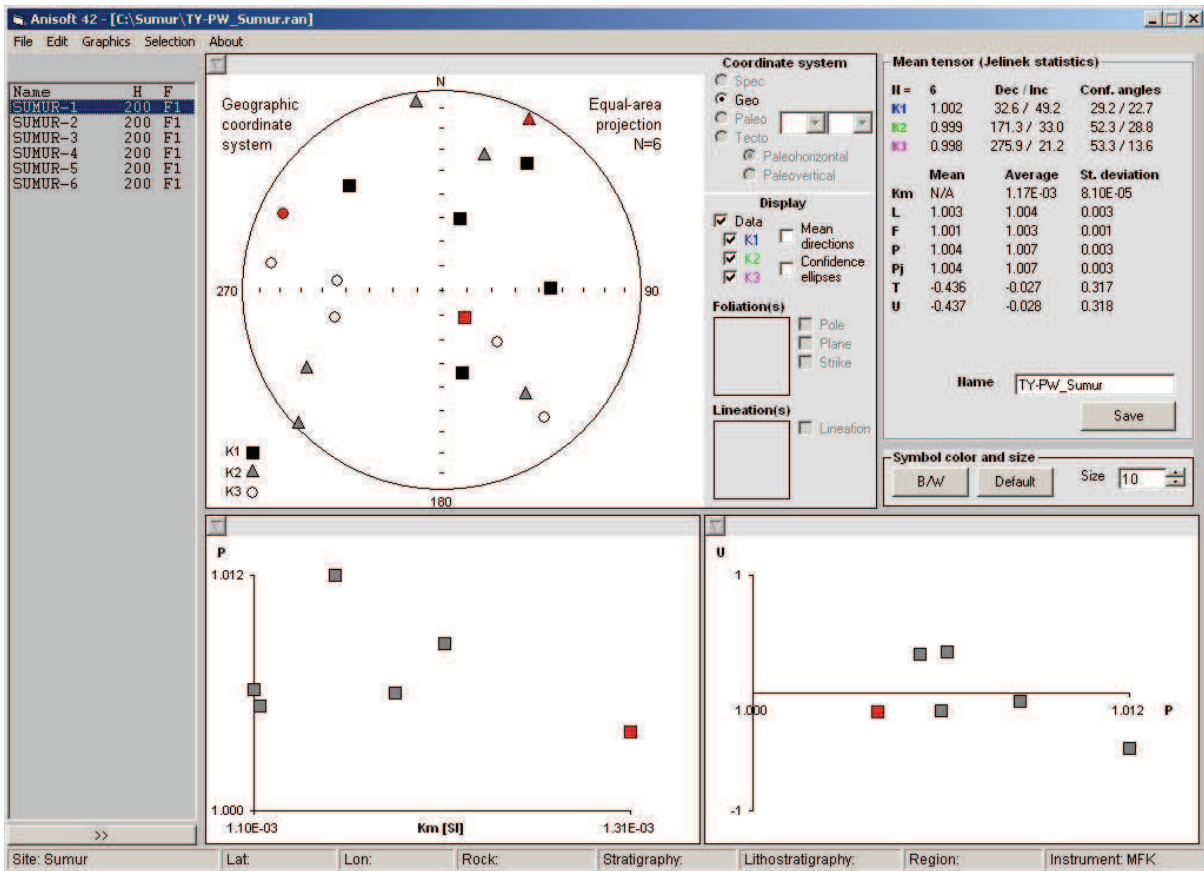 Anisoft 42 - [C:\Sumur\TY-PW_Sumur.ran]
File Edit Graphics Selection About
Name H F
SUMUR-1 200 F1
SUMUR-2 200 F1
SUMUR-3 200 F1
SUMUR-4 200 F1
SUMUR-5 200 F1
SUMUR-6 200 F1
>>
Geographic
coordinate
system
N
Equal-area
projection
N=6
270
90
180
K1
K2
K3
Coordinate system
Spec
Geo
Paleo
Tecto
Paleohorizontal
Paleovertical
Display
Data
K1
K2
K3
Mean
directions
Confidence
ellipses
Foliation(s)
Pole
Plane
Strike
Lineation(s)
Lineation
Mean tensor (Jelinek statistics)
N = 6 Dec / Inc Conf. angles
K1 1.002 32.6 / 49.2 29.2 / 22.7
K2 0.999 171.3 / 33.0 52.3 / 28.8
K3 0.998 275.9 / 21.2 53.3 / 13.6
Mean Average St. deviation
Km N/A 1.17E-03 8.10E-05
L 1.003 1.004 0.003
F 1.001 1.003 0.001
P 1.004 1.007 0.003
Pj 1.004 1.007 0.003
T -0.436 -0.027 0.317
U -0.437 -0.028 0.318
Name TY-PW_Sumur
Save
Symbol color and size
B/W Default Size 10
P
1.012
1.000
1.10E-03 Km [SI] 1.31E-03
U
1
1.000 1.012 P
-1
Site: Sumur Lat: Lon: Rock: Stratigraphy: Lithostratigraphy: Region: Instrument: MFK